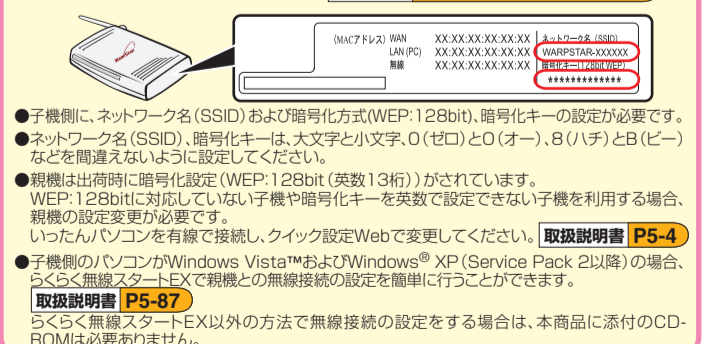 WARPSTAR
(MACアドレス) WAN XX:XX:XX:XX:XX:XX
LAN (PC) XX:XX:XX:XX:XX:XX
無線 XX:XX:XX:XX:XX:XX
ネットワーク名 (SSID)
WARPSTAR-XXXXXX
暗号化キー(128bit WEP)
*************
●子機側に、ネットワーク名(SSID)および暗号化方式(WEP:128bit)、暗号化キーの設定が必要です。
●ネットワーク名(SSID)、暗号化キーは、大文字と小文字、0(ゼロ)とO(オー)、8(ハチ)とB(ビー)
などを間違えないように設定してください。
●親機は出荷時に暗号化設定(WEP:128bit(英数13桁))がされています。
WEP:128bitに対応していない子機や暗号化キーを英数で設定できない子機を利用する場合、
親機の設定変更が必要です。
いったんパソコンを有線で接続し、クイック設定Webで変更してください。 取扱説明書 P5-4
●子機側のパソコンがWindows Vista™およびWindows® XP(Service Pack 2以降)の場合、
らくらく無線スタートEXで親機との無線接続の設定を簡単に行うことができます。
取扱説明書 P5-87
らくらく無線スタートEX以外の方法で無線接続の設定をする場合は、本商品に添付のCD-
ROMは必要ありません。